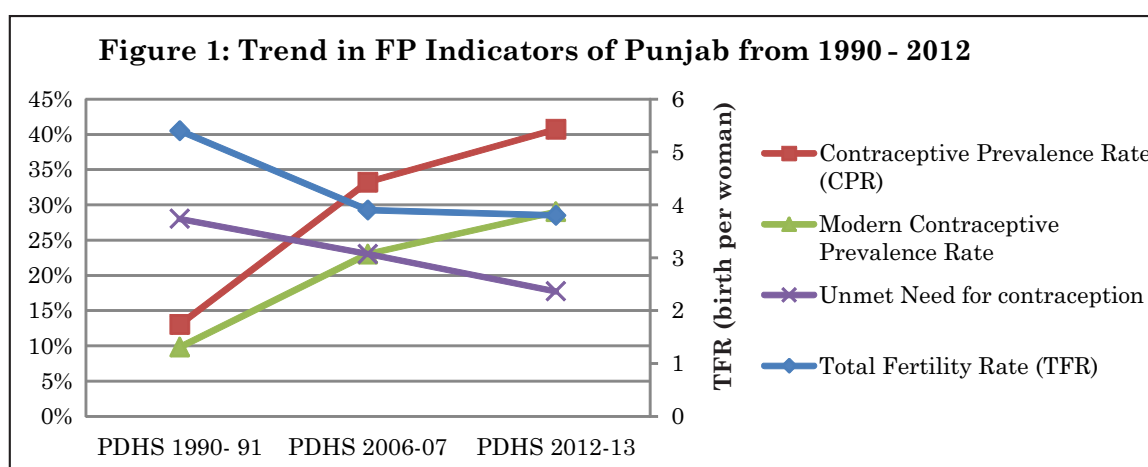 Figure 1: Trend in FP Indicators of Punjab from 1990 - 2012
45%
40%
35%
30%
25%
20%
15%
10%
5%
0%
6
5
4
3
2
1
0
TFR (birth per woman)
PDHS 1990- 91
PDHS 2006-07
PDHS 2012-13
Contraceptive Prevalence Rate
(CPR)
Modern Contraceptive
Prevalence Rate
Unmet Need for contraception
Total Fertility Rate (TFR)